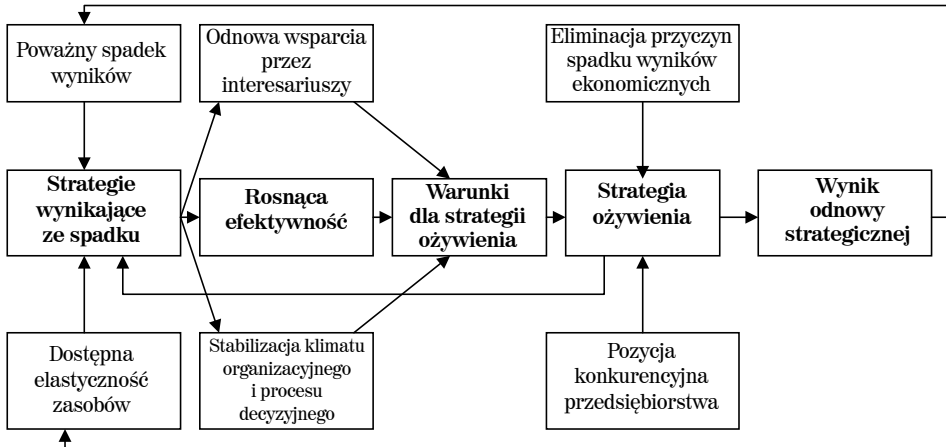 Poważny spadek
wyników
Odnowa wsparcia
przez
interesariuszy
Eliminacja przyczyn
spadku wyników
ekonomicznych
Strategie
wynikające
ze spadku
Rosnąca
efektywność
Warunki
dla strategii
ożywienia
Strategia
ożywienia
Wynik
odnowy
strategicznej
Dostępna
elastyczność
zasobów
Stabilizacja klimatu
organizacyjnego
i procesu
decyzyjnego
Pozycja
konkurencyjna
przedsiębiorstwa